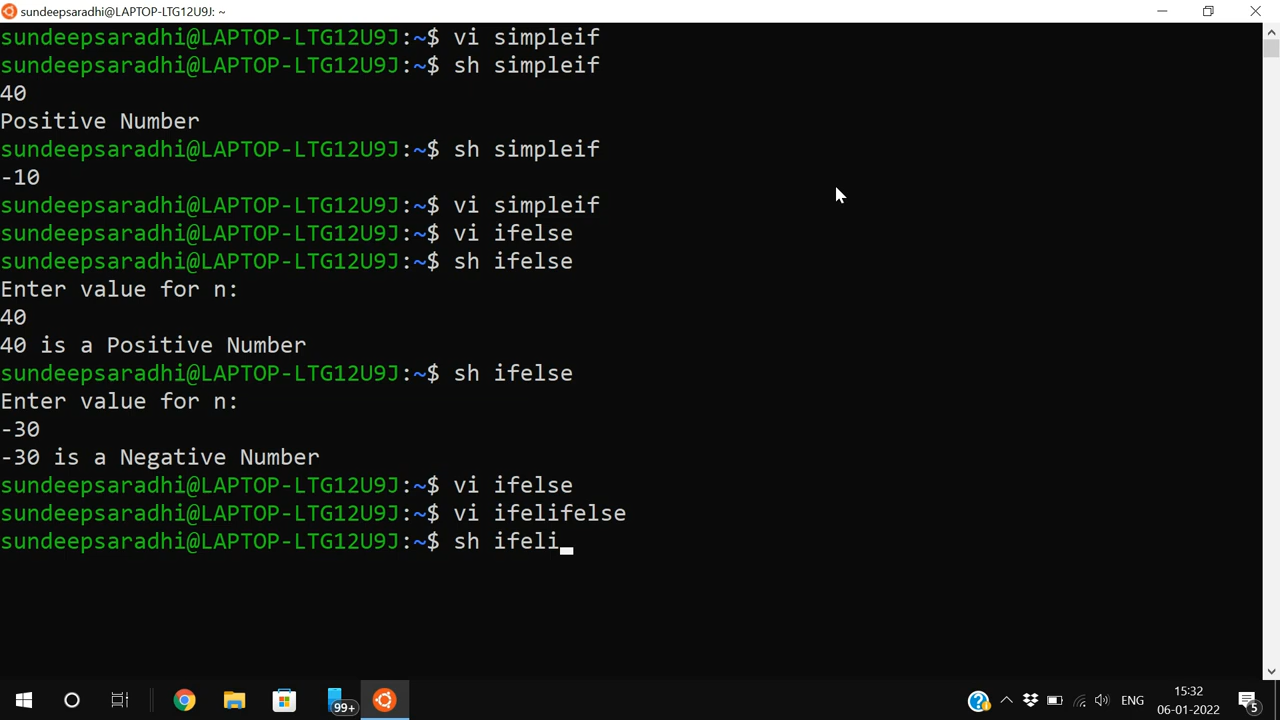 sundeepsaradhi@LAPTOP-LTG12U9J: ~
sundeepsaradhi@LAPTOP-LTG12U9J:~$ vi simpleif
sundeepsaradhi@LAPTOP-LTG12U9J:~$ sh simpleif
40
Positive Number
sundeepsaradhi@LAPTOP-LTG12U9J:~$ sh simpleif
-10
sundeepsaradhi@LAPTOP-LTG12U9J:~$ vi simpleif
sundeepsaradhi@LAPTOP-LTG12U9J:~$ vi ifelse
sundeepsaradhi@LAPTOP-LTG12U9J:~$ sh ifelse
Enter value for n:
40
40 is a Positive Number
sundeepsaradhi@LAPTOP-LTG12U9J:~$ sh ifelse
Enter value for n:
-30
-30 is a Negative Number
sundeepsaradhi@LAPTOP-LTG12U9J:~$ vi ifelse
sundeepsaradhi@LAPTOP-LTG12U9J:~$ vi ifelifelse
sundeepsaradhi@LAPTOP-LTG12U9J:~$ sh ifeli
99+
ENG
15:32
06-01-2022
5